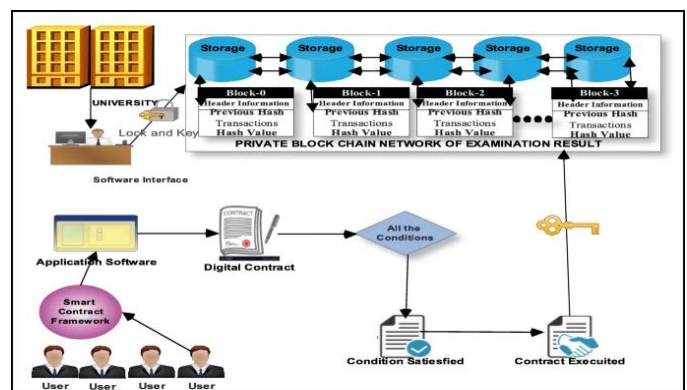 Storage Storage Storage Storage Storage
Block-0 Block-1 Block-2 Block-3
Header Information Header Information Header Information Header Information
Previous Hash Previous Hash Previous Hash Previous Hash
Transactions Transactions Transactions Transactions
Hash Value Hash Value Hash Value Hash Value
PRIVATE BLOCK CHAIN NETWORK OF EXAMINATION RESULT
UNIVERSITY
Lock and Key
Software Interface
CONTRACT
All the
Conditions
Application Software
Digital Contract
Smart
Contract
Framework
Condition Satiesfied
Contract Execuited
User User User User